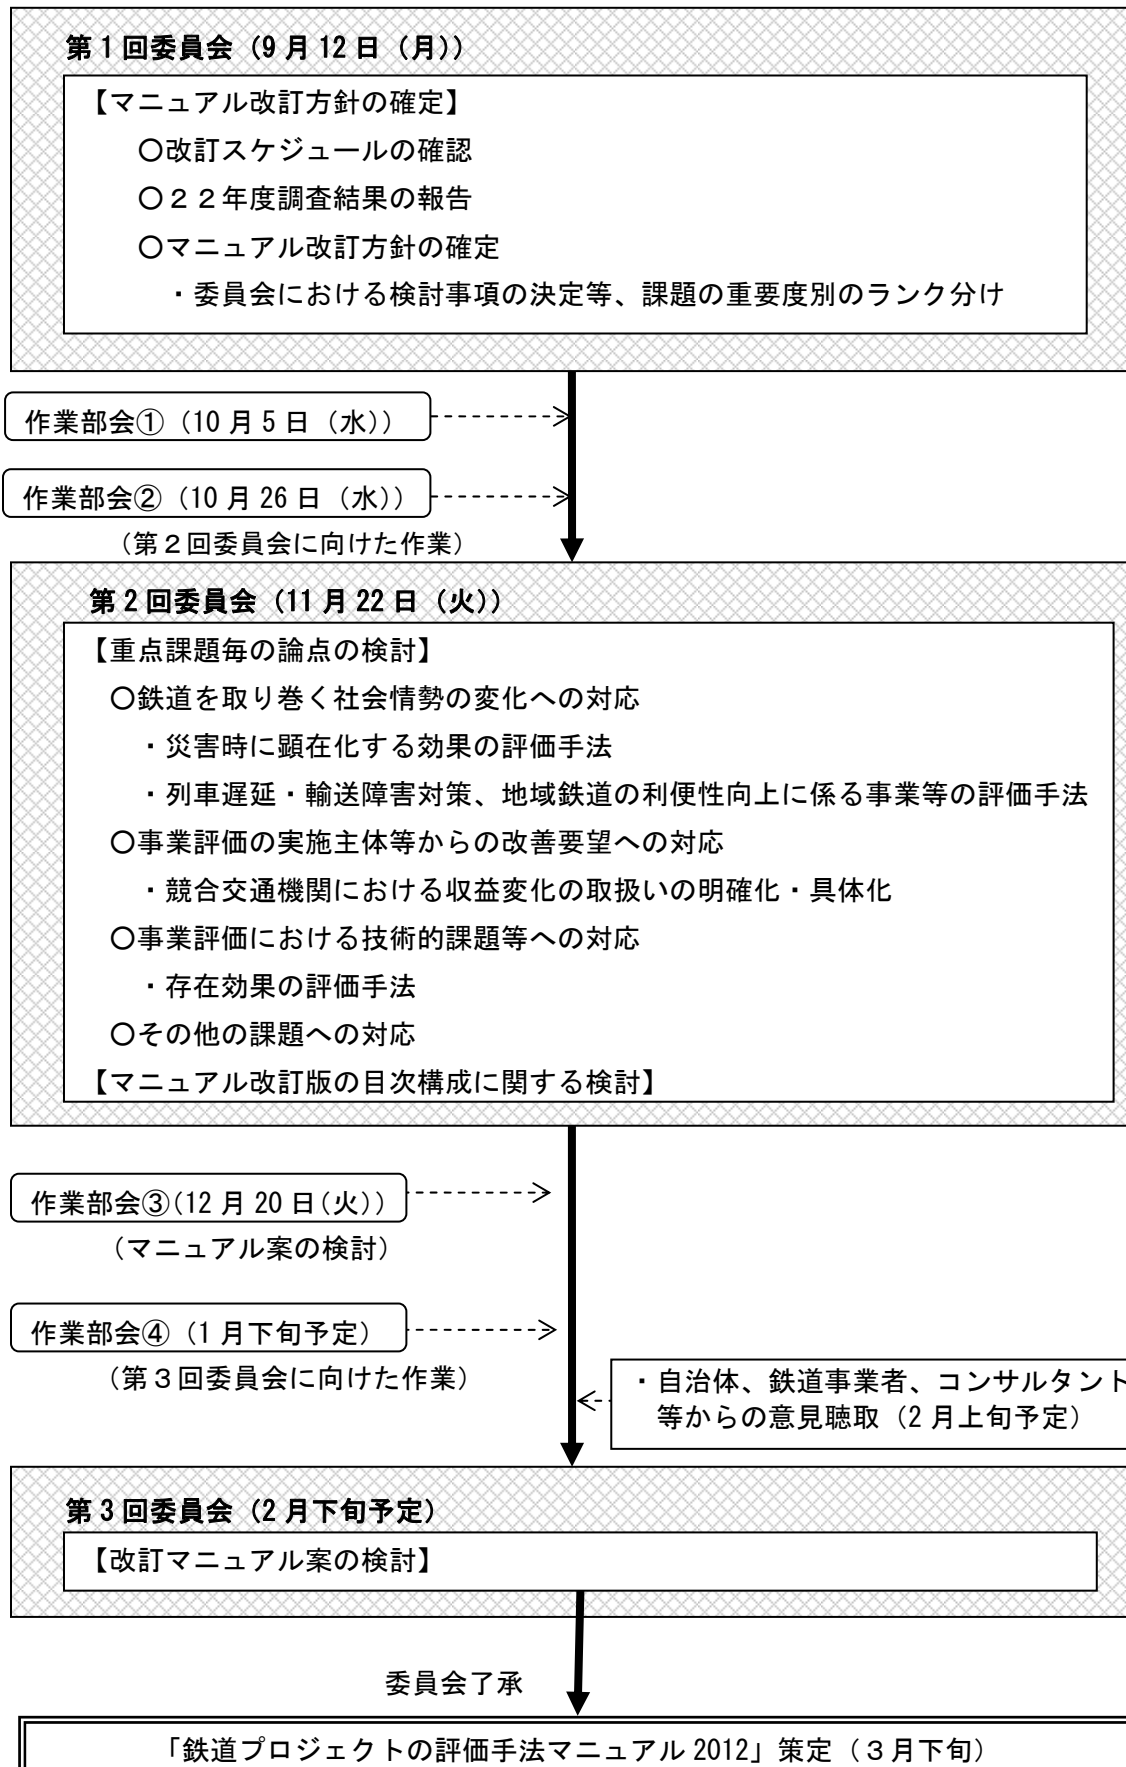 第1回委員会（9月12日（月））
【マニュアル改訂方針の確定】
〇改訂スケジュールの確認
〇２２年度調査結果の報告
〇マニュアル改訂方針の確定
・委員会における検討事項の決定等、課題の重要度別のランク分け
作業部会①（10月5日（水））
作業部会②（10月26日（水））
（第２回委員会に向けた作業）
第2回委員会（11月22日（火））
【重点課題毎の論点の検討】
〇鉄道を取り巻く社会情勢の変化への対応
・災害時に顕在化する効果の評価手法
・列車遅延・輸送障害対策、地域鉄道の利便性向上に係る事業等の評価手法
〇事業評価の実施主体等からの改善要望への対応
・競合交通機関における収益変化の取扱いの明確化・具体化
〇事業評価における技術的課題等への対応
・存在効果の評価手法
〇その他の課題への対応
【マニュアル改訂版の目次構成に関する検討】
作業部会③(12月20日(火))
（マニュアル案の検討）
作業部会④（1月下旬予定）
（第３回委員会に向けた作業）
・自治体、鉄道事業者、コンサルタント
等からの意見聴取（2月上旬予定）
第3回委員会（2月下旬予定）
【改訂マニュアル案の検討】
委員会了承
「鉄道プロジェクトの評価手法マニュアル2012」策定（３月下旬）